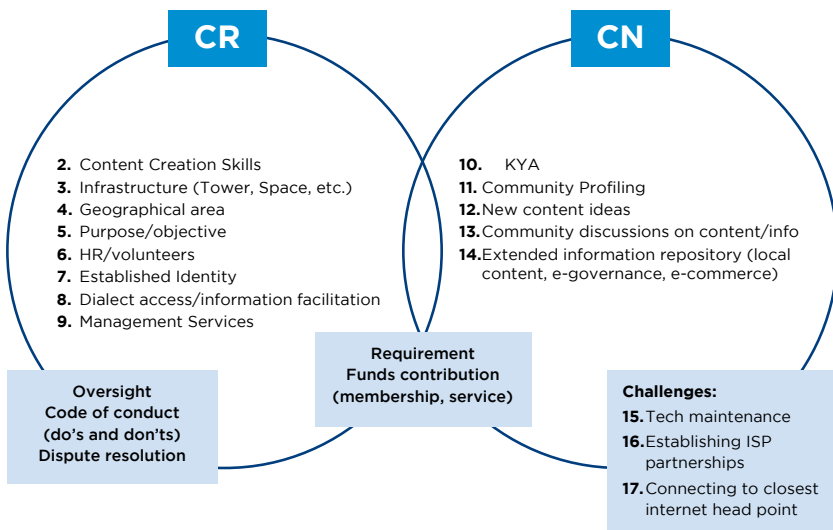 CR
CN
2. Content Creation Skills
3. Infrastructure (Tower, Space, etc.)
4. Geographical area
5. Purpose/objective
6. HR/volunteers
7. Established Identity
8. Dialect access/information facilitation
9. Management Services
10. KYA
11. Community Profiling
12. New content ideas
13. Community discussions on content/info
14. Extended information repository (local
content, e-governance, e-commerce)
Oversight
Code of conduct
(do's and don'ts)
Dispute resolution
Requirement
Funds contribution
(membership, service)
Challenges:
15. Tech maintenance
16. Establishing ISP
partnerships
17. Connecting to closest
internet head point